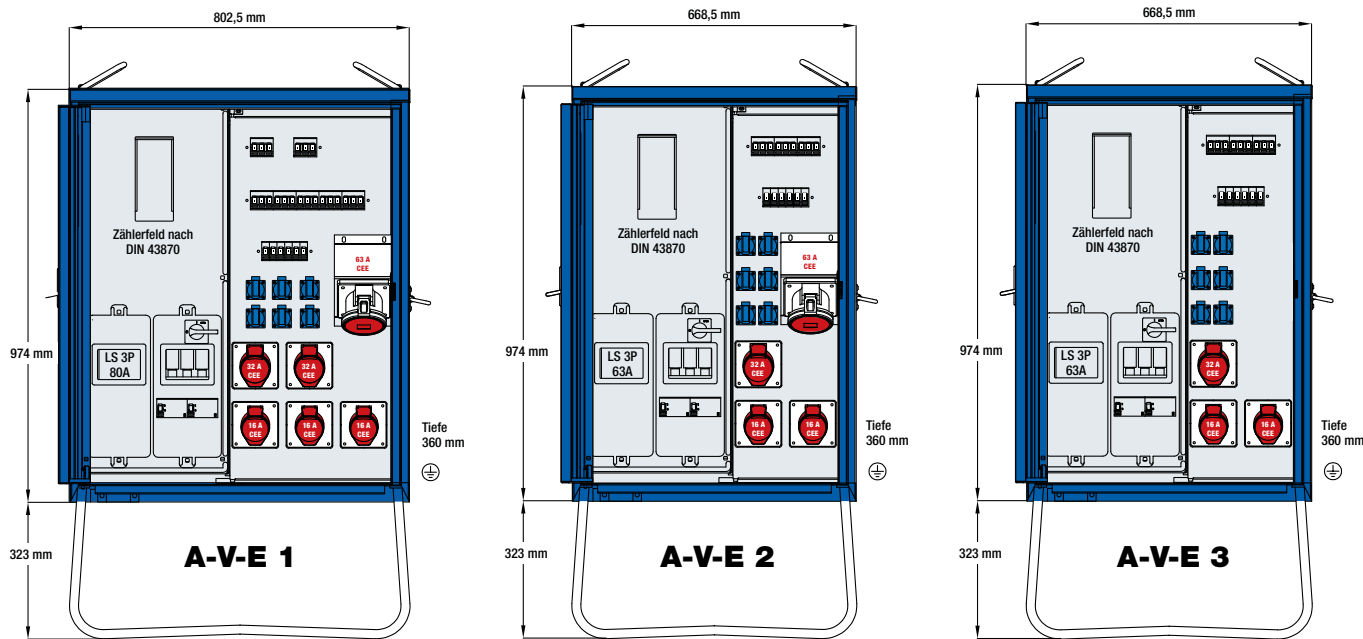 802,5 mm
974 mm
323 mm
Zählerfeld nach
DIN 43870
LS 3P
80A
63 A
CEE
32 A
CEE
32 A
CEE
16 A
CEE
16 A
CEE
16 A
CEE
Tiefe
360 mm
A-V-E 1
668,5 mm
974 mm
323 mm
Zählerfeld nach
DIN 43870
LS 3P
63A
63 A
CEE
32 A
CEE
16 A
CEE
16 A
CEE
Tiefe
360 mm
A-V-E 2
668,5 mm
974 mm
323 mm
Zählerfeld nach
DIN 43870
LS 3P
63A
32 A
CEE
16 A
CEE
16 A
CEE
Tiefe
360 mm
A-V-E 3